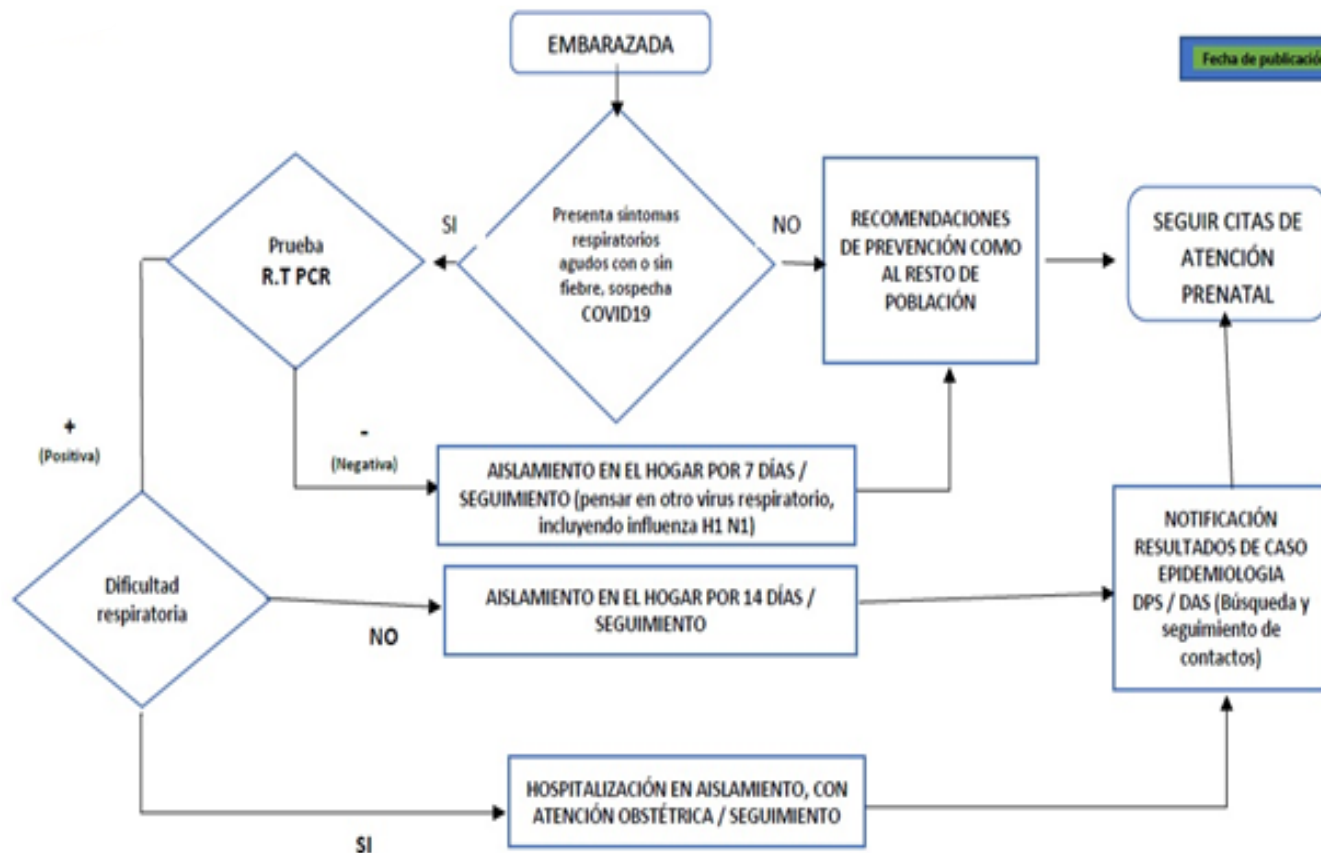 EMBARAZADA
Fecha de publicació
Presenta síntomas
respiratorios
agudos con o sin
fiebre, sospecha
COVID19
SI
NO
Prueba
R.T PCR
RECOMENDACIONES
DE PREVENCIÓN COMO
AL RESTO DE
POBLACIÓN
SEGUIR CITAS DE
ATENCIÓN
PRENATAL
+
(Positiva)
-
(Negativa)
AISLAMIENTO EN EL HOGAR POR 7 DÍAS /
SEGUIMIENTO (pensar en otro virus respiratorio,
incluyendo influenza H1 N1)
Dificultad
respiratoria
NO
AISLAMIENTO EN EL HOGAR POR 14 DÍAS /
SEGUIMIENTO
NOTIFICACIÓN
RESULTADOS DE CASO
EPIDEMIOLOGIA
DPS / DAS (Búsqueda y
seguimiento de
contactos)
SI
HOSPITALIZACIÓN EN AISLAMIENTO, CON
ATENCIÓN OBSTÉTRICA / SEGUIMIENTO